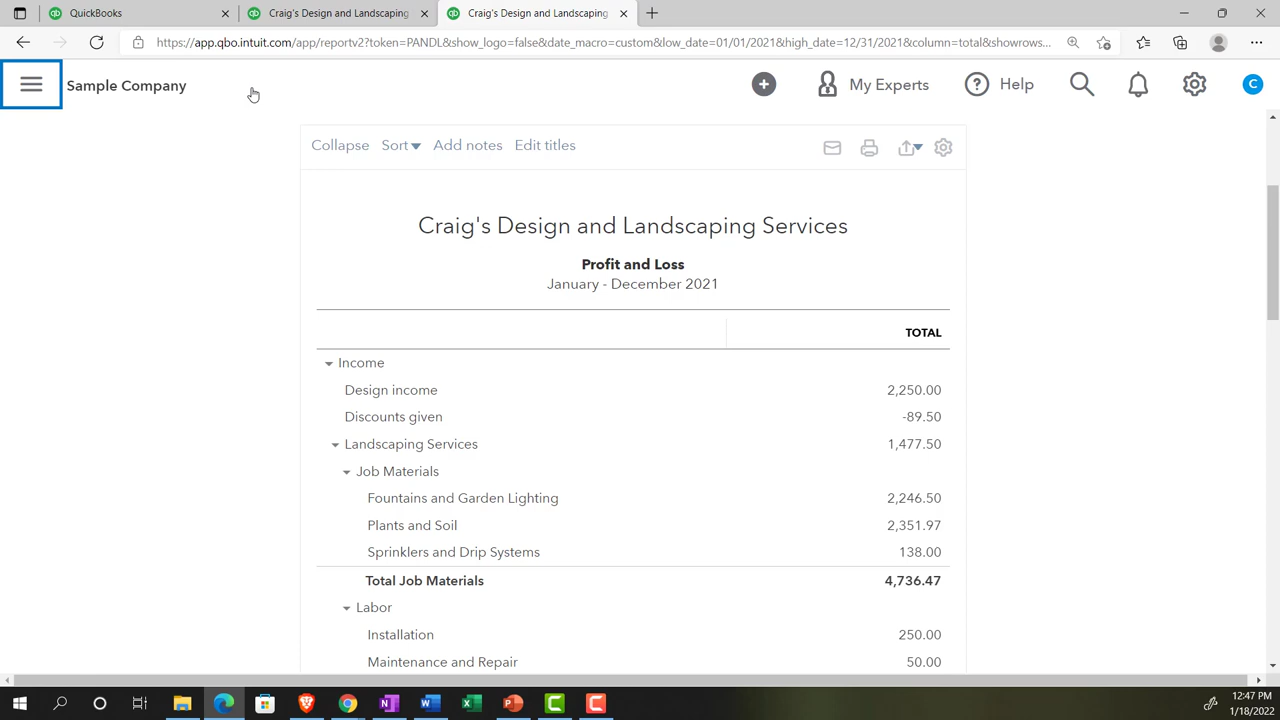 QuickBooks
Craig's Design and Landscaping
Craig's Design and Landscaping
https://app.qbo.intuit.com/app/reportv2?token=PANDL&show_logo=false&date_macro=custom&low_date=01/01/2021&high_date=12/31/2021&column=total&showrows...
Sample Company
My Experts
Help
C
Collapse Sort Add notes Edit titles
Craig's Design and Landscaping Services
Profit and Loss
January - December 2021
TOTAL
Income
Design income 2,250.00
Discounts given -89.50
Landscaping Services 1,477.50
Job Materials
Fountains and Garden Lighting 2,246.50
Plants and Soil 2,351.97
Sprinklers and Drip Systems 138.00
Total Job Materials 4,736.47
Labor
Installation 250.00
Maintenance and Repair 50.00
12:47 PM
1/18/2022